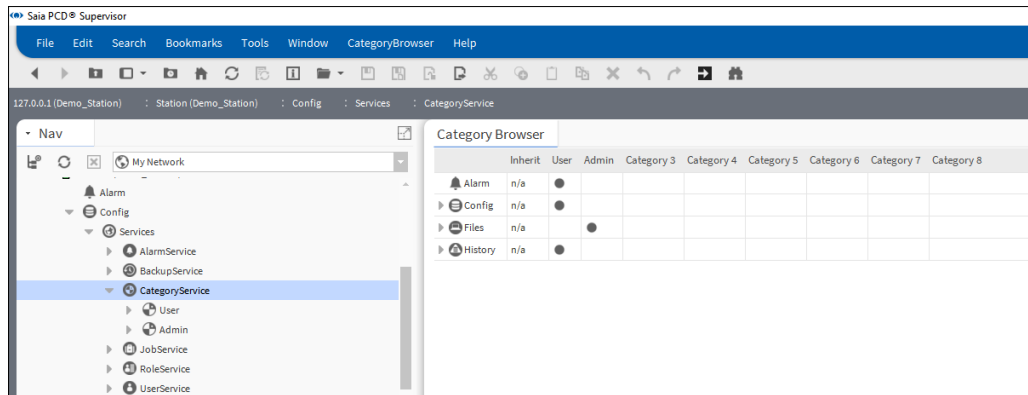 Saia PCD® Supervisor
File Edit Search Bookmarks Tools Window CategoryBrowser Help
127.0.0.1 (Demo_Station) : Station (Demo_Station) : Config : Services : CategoryService
Nav
Category Browser
My Network
Inherit User Admin Category 3 Category 4 Category 5 Category 6 Category 7 Category 8
Alarm
Config
Services
AlarmService
BackupService
CategoryService
User
Admin
JobService
RoleService
UserService
Alarm n/a
Config n/a
Files n/a
History n/a